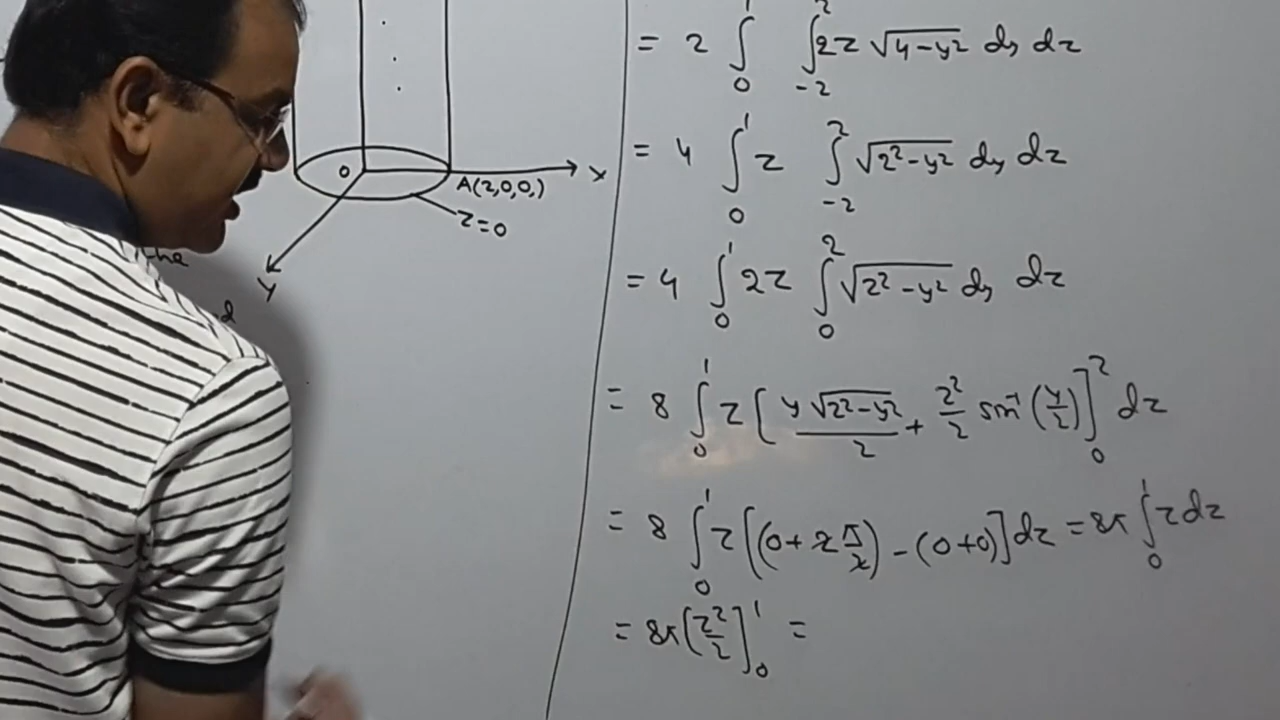 0
X
A(2,0,0,)
Z=0
Y
the
d
= 2 ∫₀¹ ∫₋₂² 2z √4-y² dy dz
= 4 ∫₀¹ z ∫₋₂² √2²-y² dy dz
= 4 ∫₀¹ 2z ∫₀² √2²-y² dy dz
= 8 ∫₀¹ z [ y √2²-y² / 2 + 2²/2 sin⁻¹ (y/2) ]₀² dz
= 8 ∫₀¹ z [(0+2 π/2) - (0+0)] dz = 8π ∫₀¹ z dz
= 8π [z²/2]₀¹ =